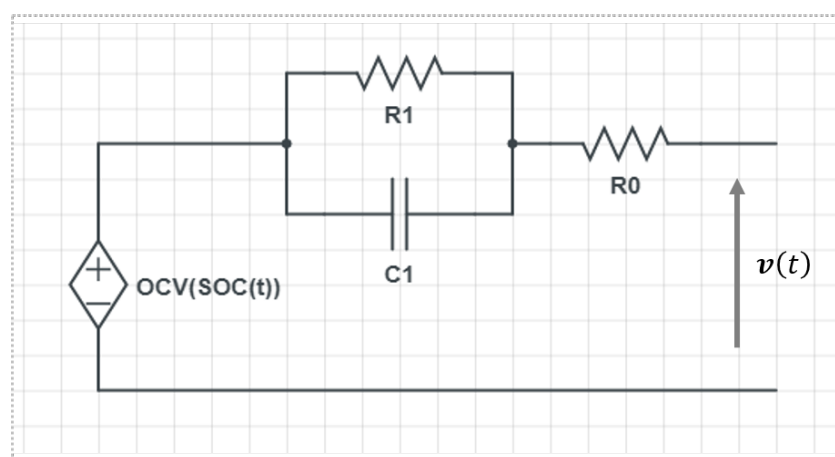 R1
R0
C1
OCV(SOC(t))
v(t)